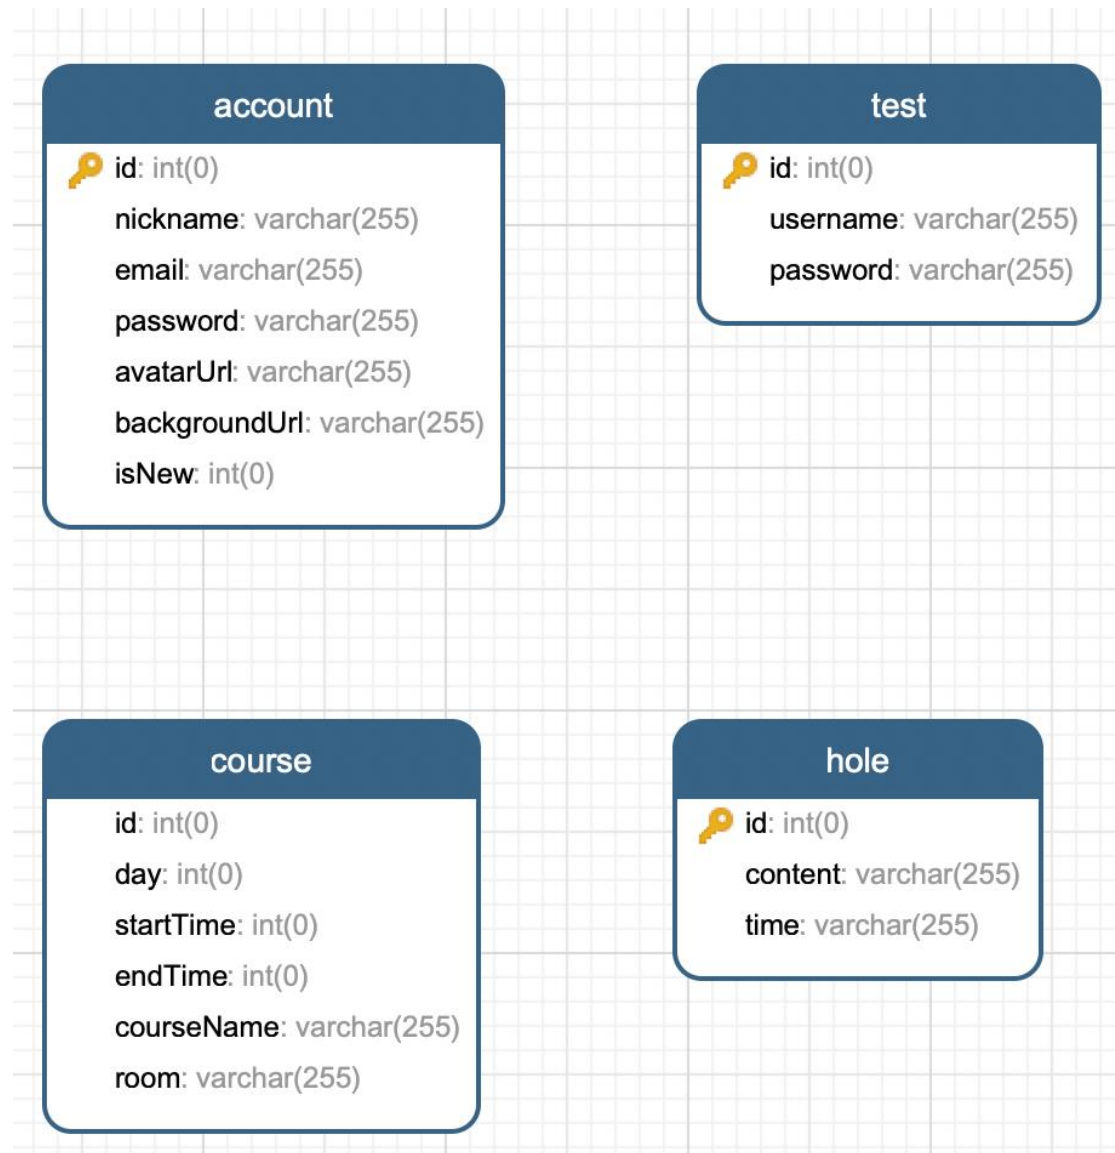 account
id: int(0)
nickname: varchar(255)
email: varchar(255)
password: varchar(255)
avatarUrl: varchar(255)
backgroundUrl: varchar(255)
isNew: int(0)
test
id: int(0)
username: varchar(255)
password: varchar(255)
course
id: int(0)
day: int(0)
startTime: int(0)
endTime: int(0)
courseName: varchar(255)
room: varchar(255)
hole
id: int(0)
content: varchar(255)
time: varchar(255)